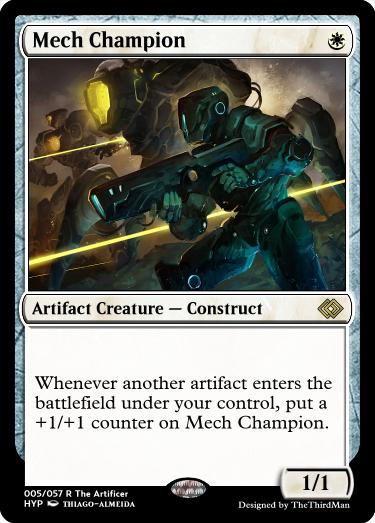 Mech Champion
Artifact Creature — Construct
Whenever another artifact enters the
battlefield under your control, put a
+1/+1 counter on Mech Champion.
1/1
005/057 R The Artificer
HYP THIAGO-ALMEIDA
Designed by TheThirdMan